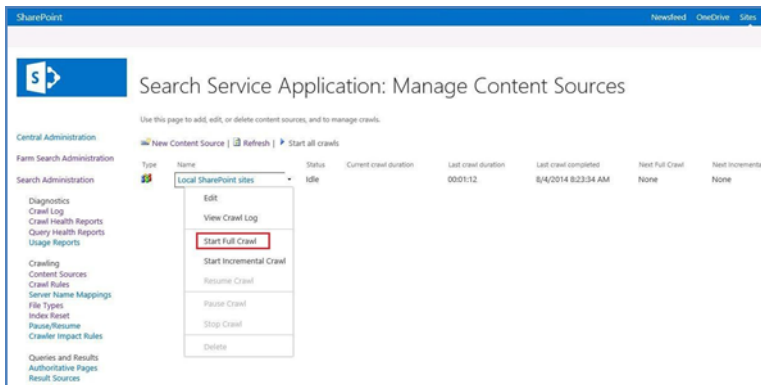 SharePoint Newsfeed OneDrive Sites
S
Search Service Application: Manage Content Sources
Use this page to add, edit, or delete content sources, and to manage crawls.
Central Administration
New Content Source | Refresh | Start all crawls
Farm Search Administration
Type Name Status Current crawl duration Last crawl duration Last crawl completed Next Full Crawl Next Incrementa
Search Administration
Local SharePoint sites Idle 00:01:12 8/4/2014 8:23:34 AM None None
Diagnostics
Crawl Log
Crawl Health Reports
Query Health Reports
Usage Reports
Crawling
Content Sources
Crawl Rules
Server Name Mappings
File Types
Index Reset
Pause/Resume
Crawler Impact Rules
Queries and Results
Authoritative Pages
Result Sources
Edit
View Crawl Log
Start Full Crawl
Start Incremental Crawl
Resume Crawl
Pause Crawl
Stop Crawl
Delete